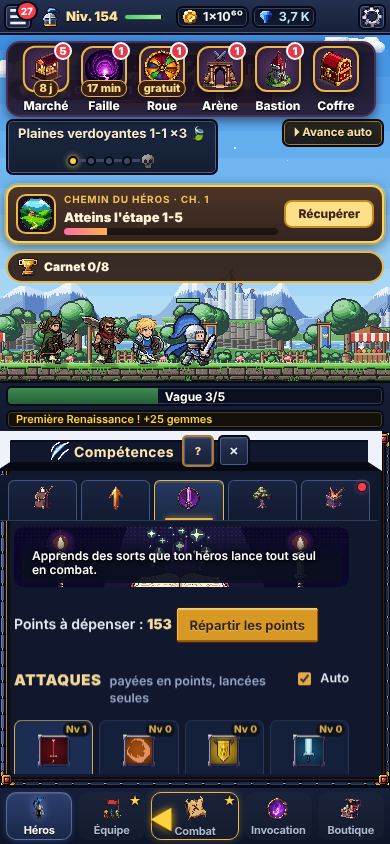 27
Niv. 154
1×10⁶⁰
3,7 K
5
1
1
1
1
8 j
17 min
gratuit
Marché
Faille
Roue
Arène
Bastion
Coffre
Plaines verdoyantes 1-1 ×3
Avance auto
CHEMIN DU HÉROS · CH. 1
Atteins l'étape 1-5
Récupérer
Carnet 0/8
Vague 3/5
Première Renaissance ! +25 gemmes
Compétences
?
×
Apprends des sorts que ton héros lance tout seul
en combat.
Points à dépenser : 153
Répartir les points
ATTAQUES payées en points, lancées
seules
Auto
Nv 1
Nv 0
Nv 0
Nv 0
Héros
Équipe
Combat
Invocation
Boutique